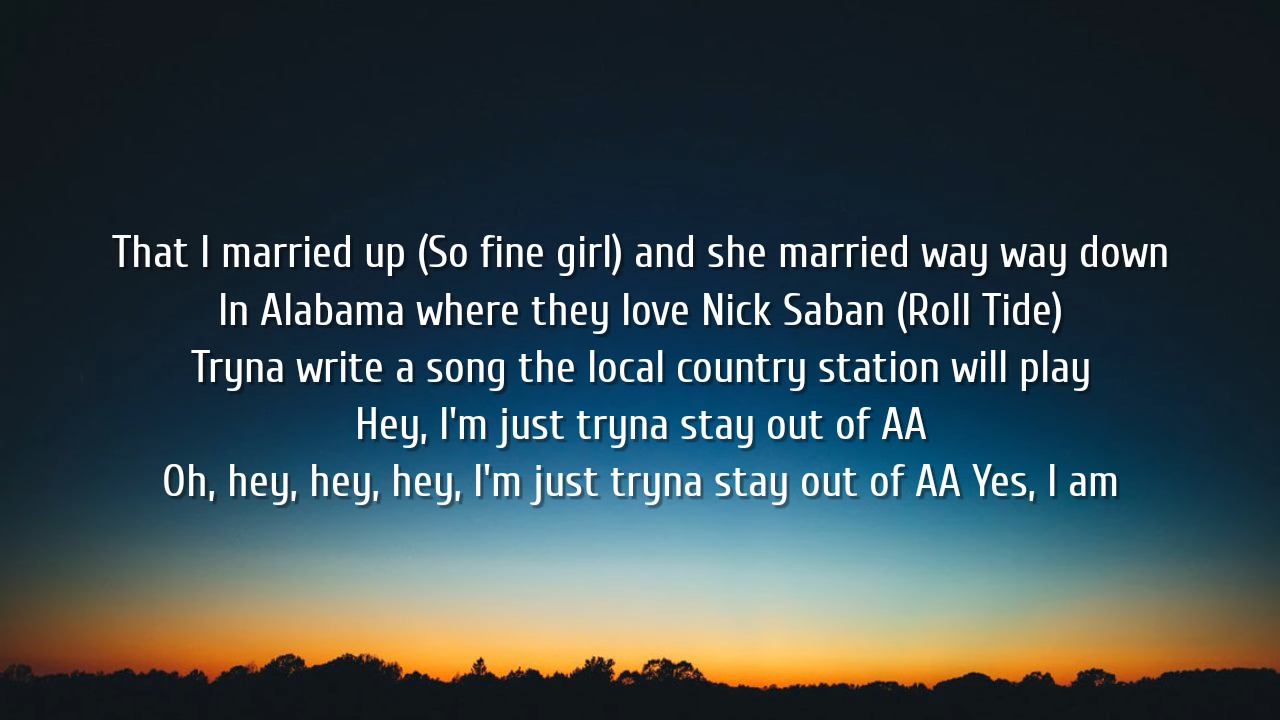 That I married up (So fine girl) and she married way way down
In Alabama where they love Nick Saban (Roll Tide)
Tryna write a song the local country station will play
Hey, I'm just tryna stay out of AA
Oh, hey, hey, hey, I'm just tryna stay out of AA Yes, I am